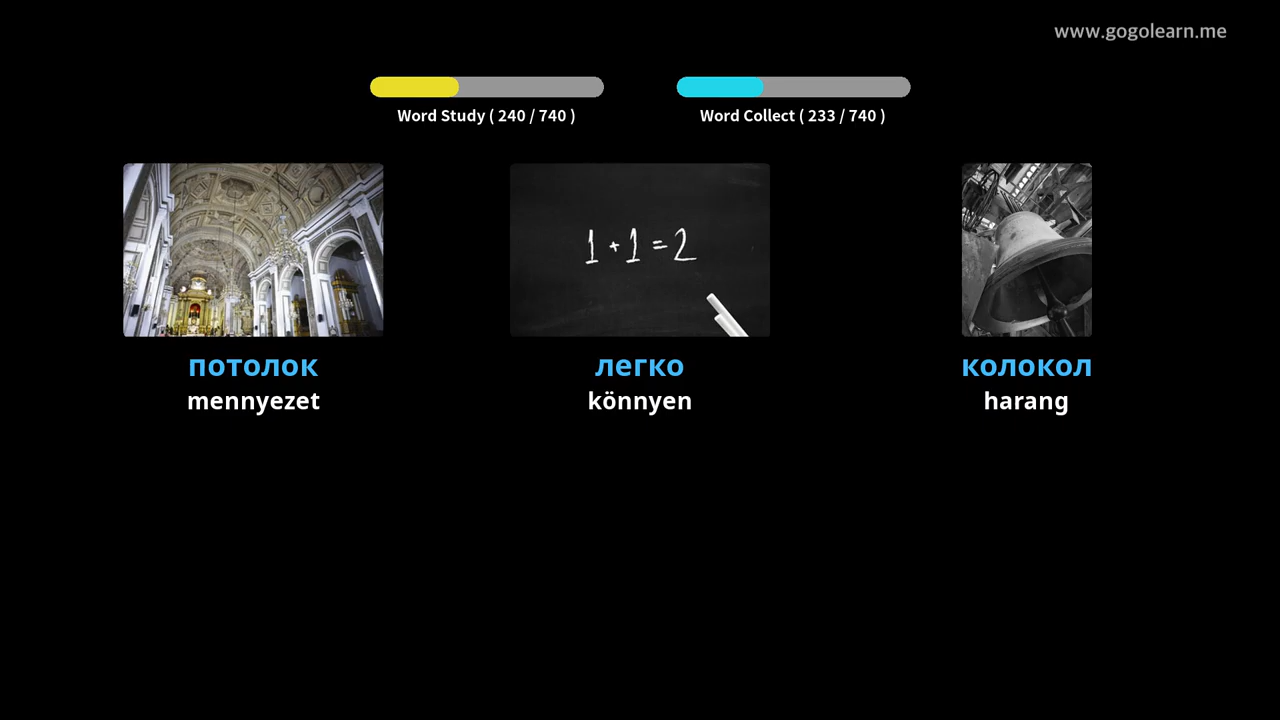 www.gogolearn.me
Word Study ( 240 / 740 )
Word Collect ( 233 / 740 )
1 + 1 = 2
потолок
легко
колокол
mennyezet
könnyen
harang